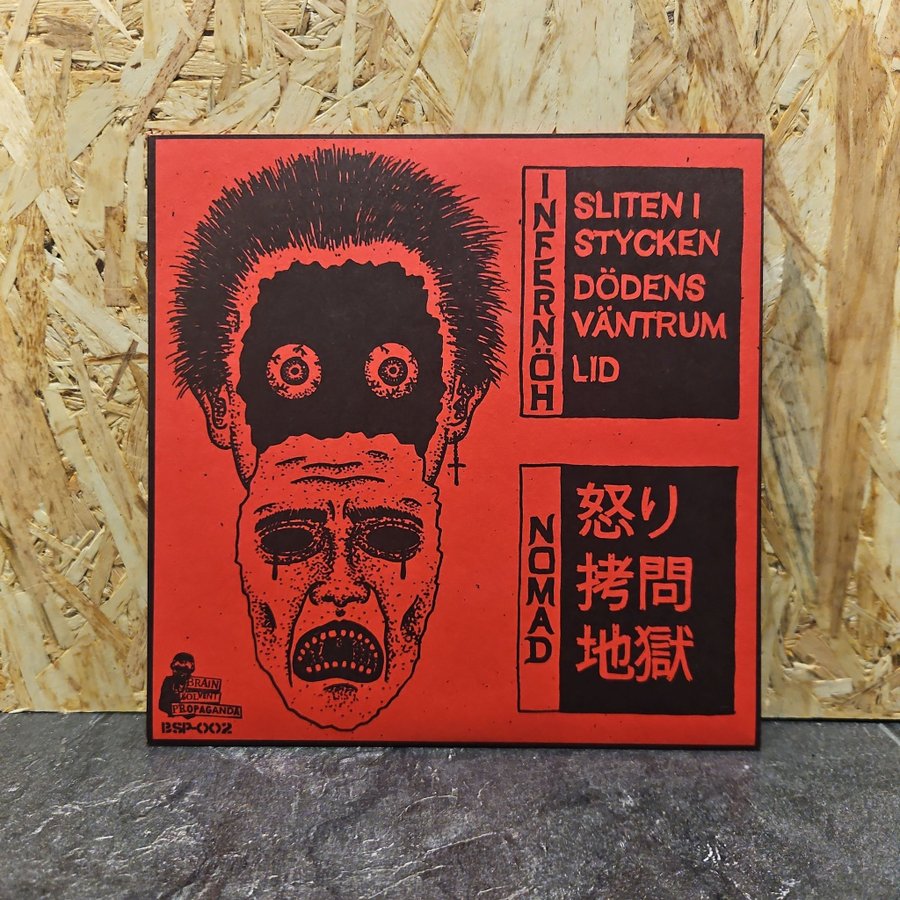 INFERNÖH
SLITEN I
STYCKEN
DÖDENS
VÄNTRUM
LID
NOMAD
怒り
拷問
地獄
BRAIN
SOLVENT
PROPAGANDA
BSP-002